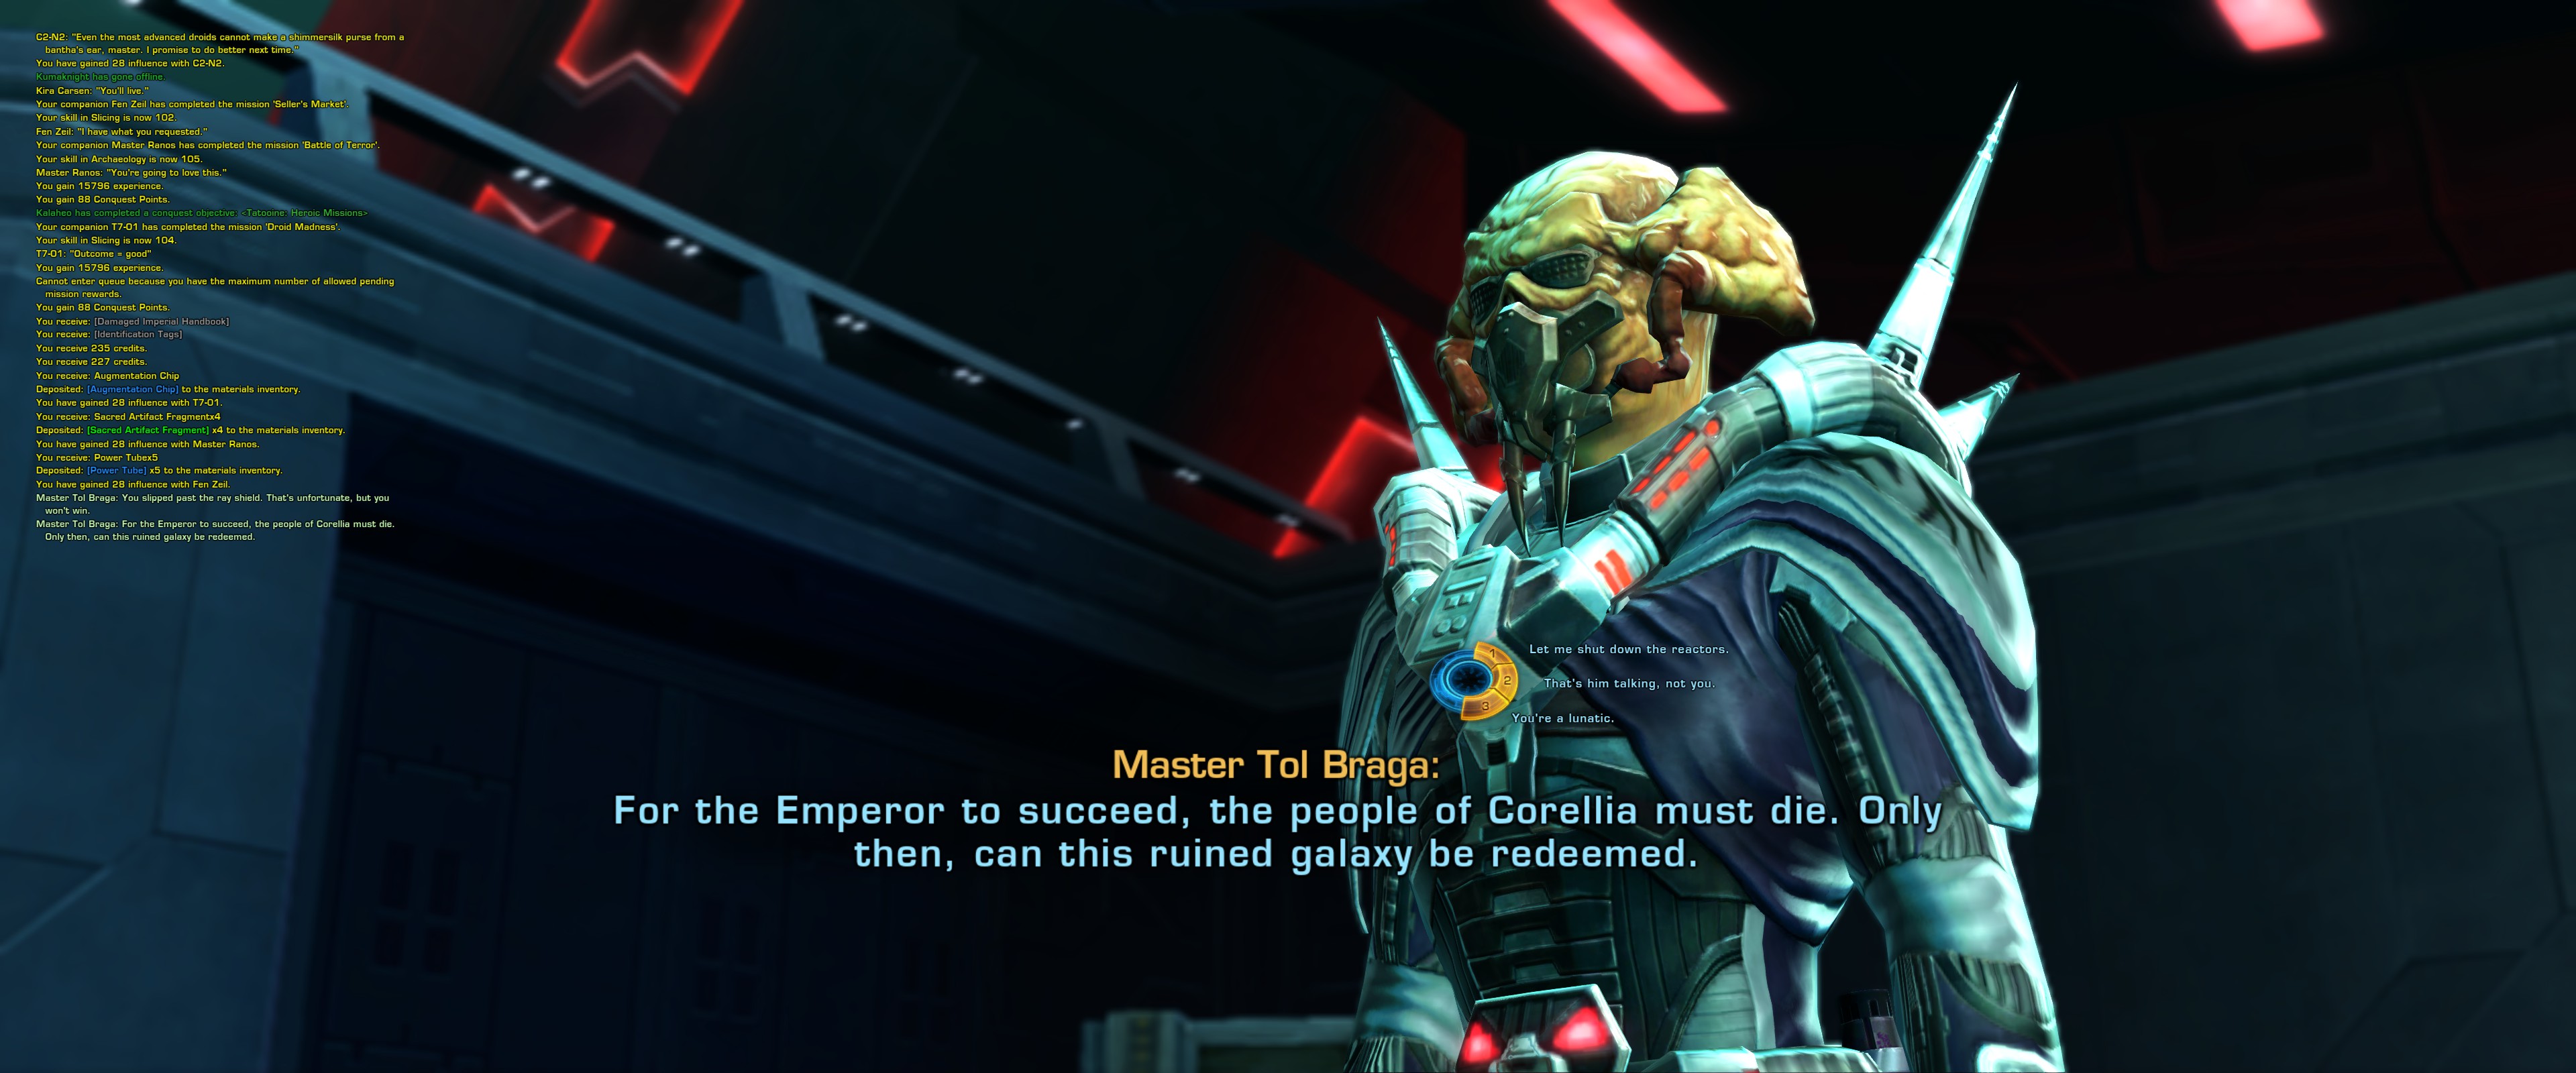 C2-N2: "Even the most advanced droids cannot make a shimmersilk purse from a
bantha's ear, master. I promise to do better next time."
You have gained 28 influence with C2-N2.
Kumaknight has gone offline.
Kira Carsen: "You'll live."
Your companion Fen Zeil has completed the mission 'Seller's Market'.
Your skill in Slicing is now 102.
Fen Zeil: "I have what you requested."
Your companion Master Ranos has completed the mission 'Battle of Terror'.
Your skill in Archaeology is now 105.
Master Ranos: "You're going to love this."
You gain 15796 experience.
You gain 88 Conquest Points.
Kalaheo has completed a conquest objective: <Tatooine: Heroic Missions>
Your companion T7-01 has completed the mission 'Droid Madness'.
Your skill in Slicing is now 104.
T7-01: "Outcome = good"
You gain 15796 experience.
Cannot enter queue because you have the maximum number of allowed pending
mission rewards.
You gain 88 Conquest Points.
You receive: [Damaged Imperial Handbook]
You receive: [Identification Tags]
You receive 235 credits.
You receive 227 credits.
You receive: Augmentation Chip
Deposited: [Augmentation Chip] to the materials inventory.
You have gained 28 influence with T7-01.
You receive: Sacred Artifact Fragmentx4
Deposited: [Sacred Artifact Fragment] x4 to the materials inventory.
You have gained 28 influence with Master Ranos.
You receive: Power Tubex5
Deposited: [Power Tube] x5 to the materials inventory.
You have gained 28 influence with Fen Zeil.
Master Tol Braga: You slipped past the ray shield. That's unfortunate, but you
won't win.
Master Tol Braga: For the Emperor to succeed, the people of Corellia must die.
Only then, can this ruined galaxy be redeemed.
1 Let me shut down the reactors.
2 That's him talking, not you.
3 You're a lunatic.
Master Tol Braga:
For the Emperor to succeed, the people of Corellia must die. Only
then, can this ruined galaxy be redeemed.